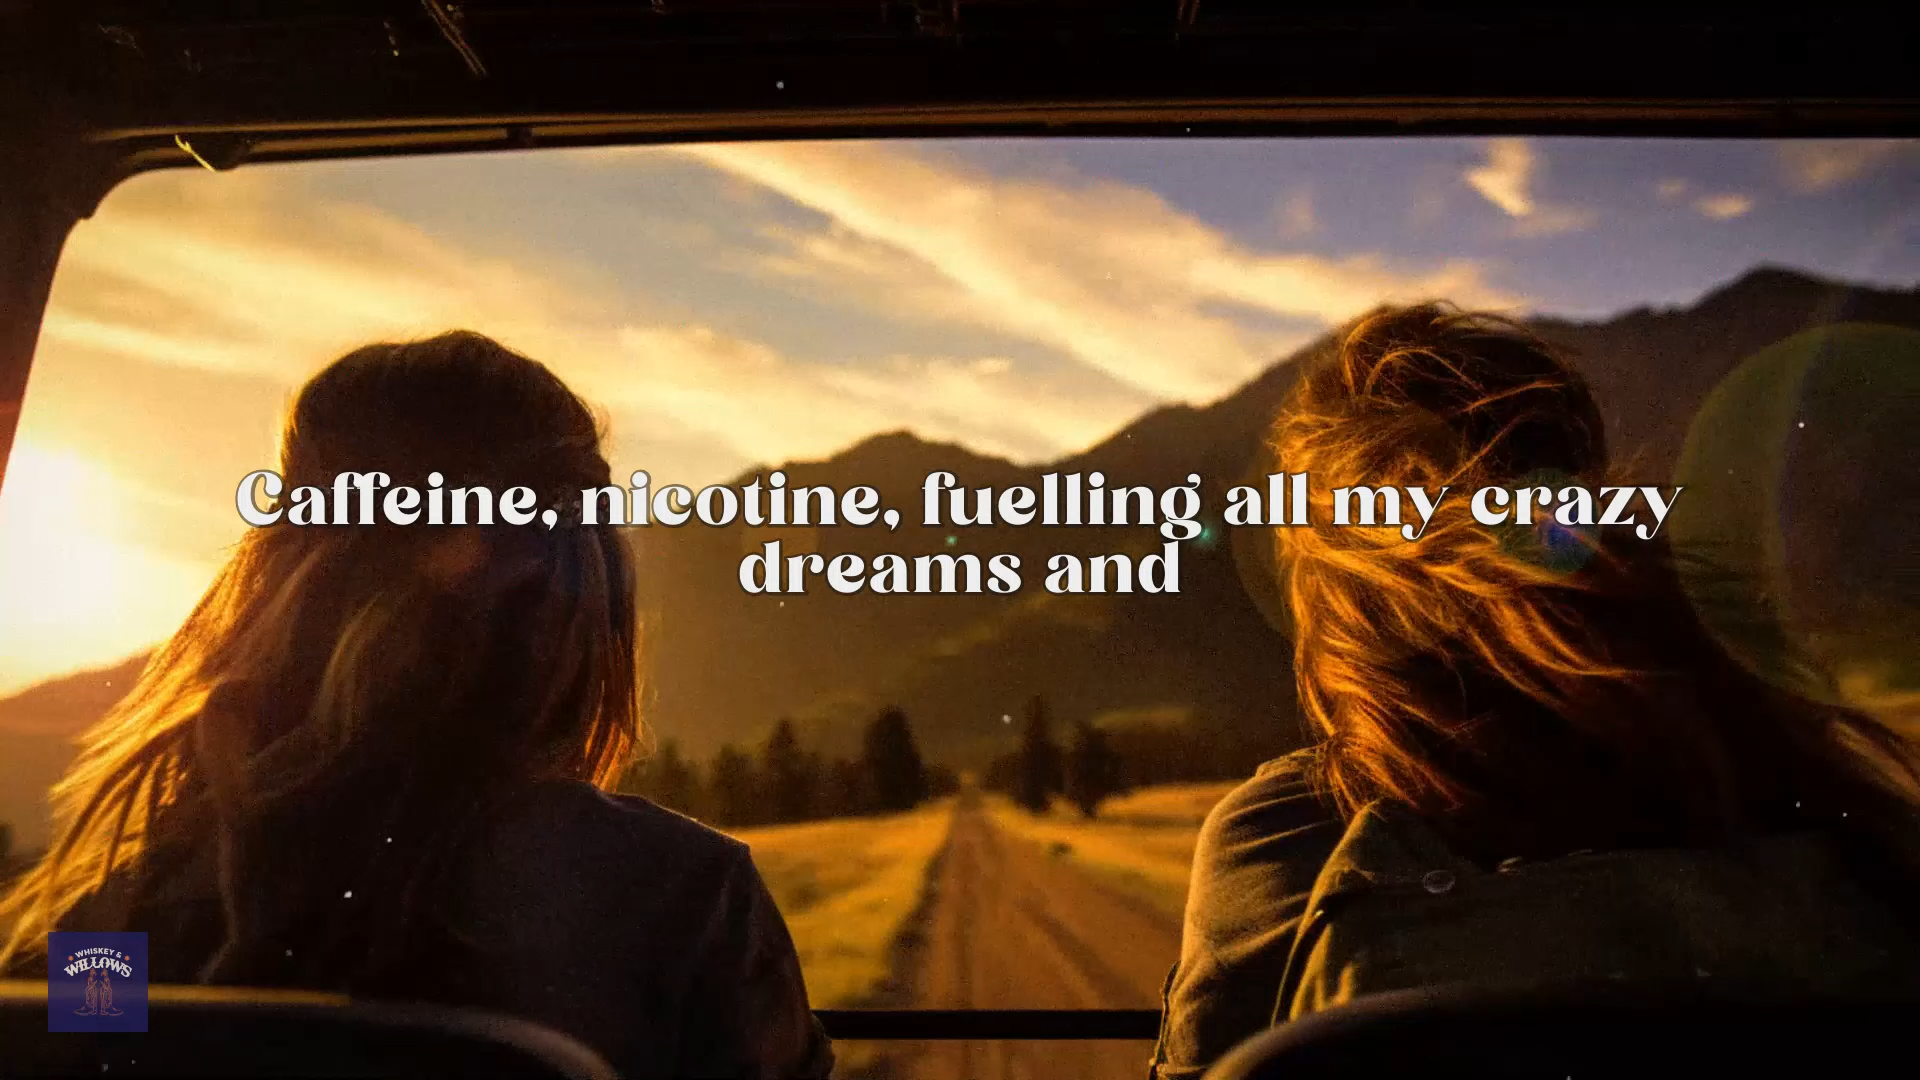 Caffeine, nicotine, fuelling all my crazy
dreams and
WHISKEY &
WILLOWS